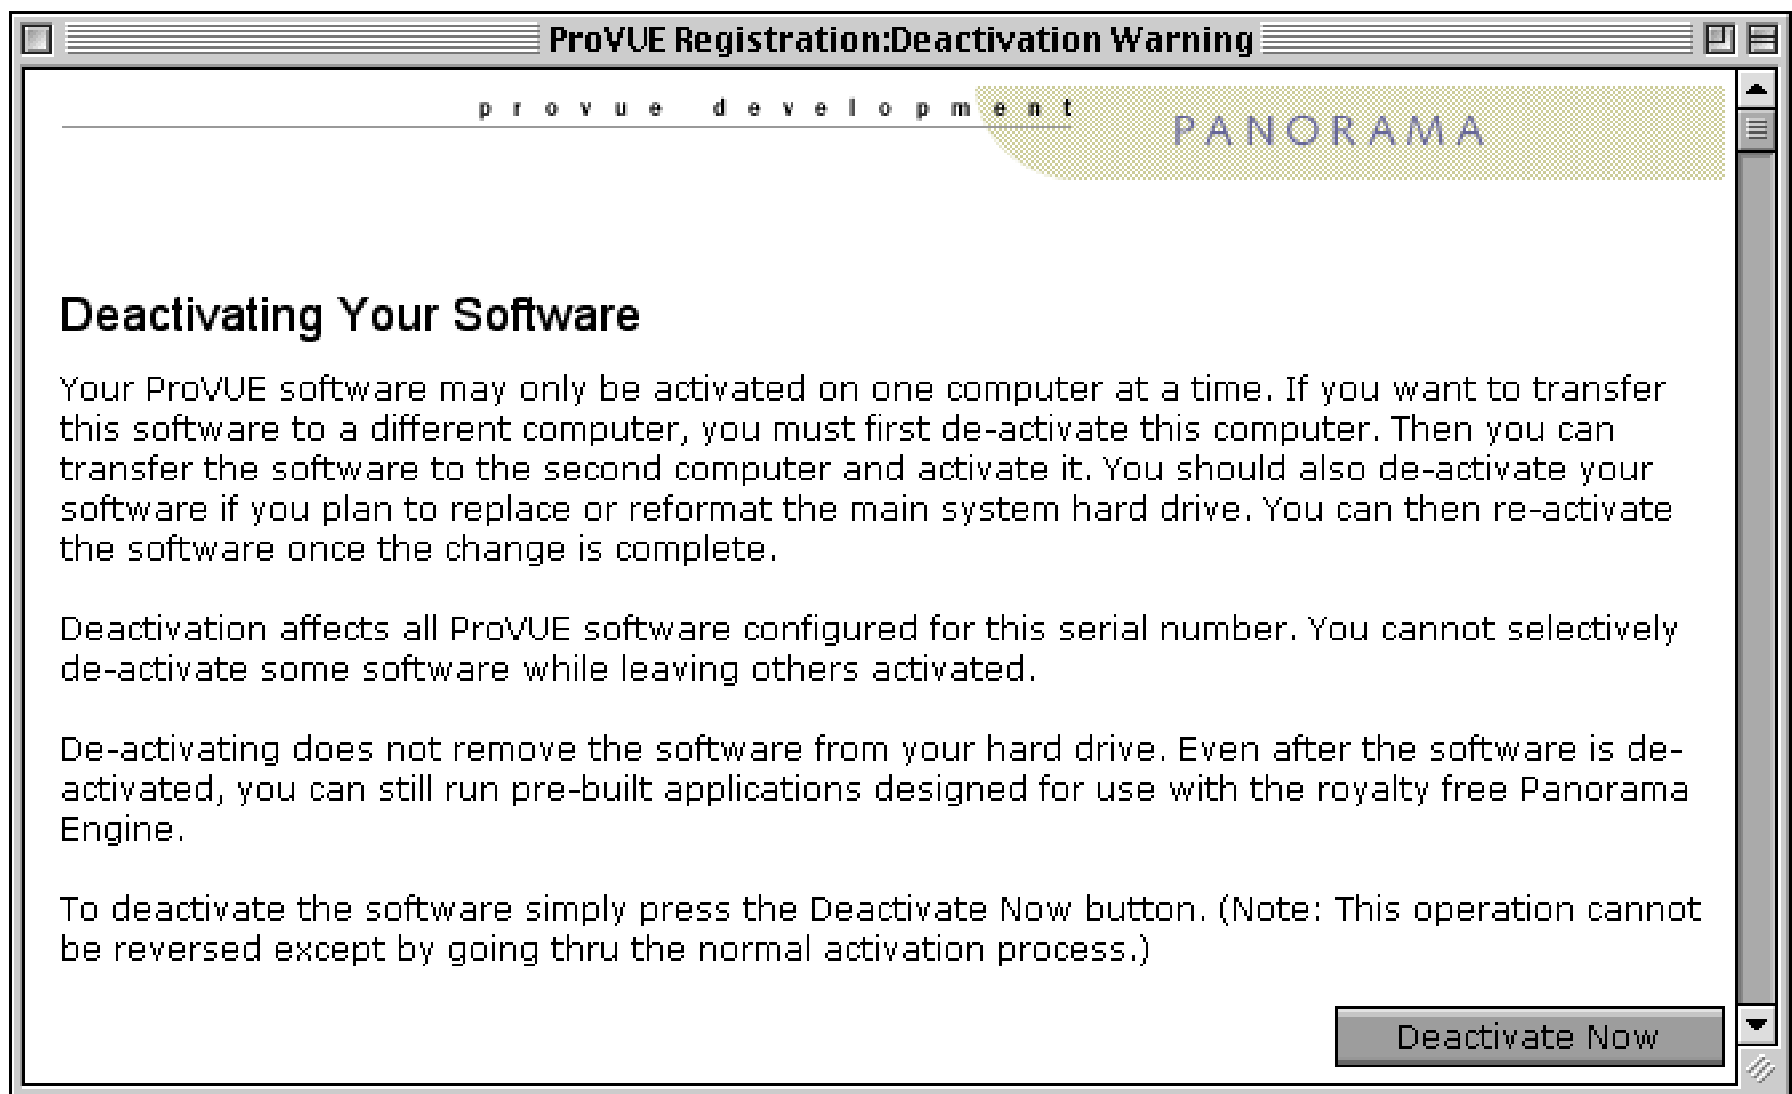 ProVUE Registration:Deactivation Warning
provue development
PANORAMA
Deactivating Your Software
Your ProVUE software may only be activated on one computer at a time. If you want to transfer
this software to a different computer, you must first de-activate this computer. Then you can
transfer the software to the second computer and activate it. You should also de-activate your
software if you plan to replace or reformat the main system hard drive. You can then re-activate
the software once the change is complete.
Deactivation affects all ProVUE software configured for this serial number. You cannot selectively
de-activate some software while leaving others activated.
De-activating does not remove the software from your hard drive. Even after the software is de-
activated, you can still run pre-built applications designed for use with the royalty free Panorama
Engine.
To deactivate the software simply press the Deactivate Now button. (Note: This operation cannot
be reversed except by going thru the normal activation process.)
Deactivate Now